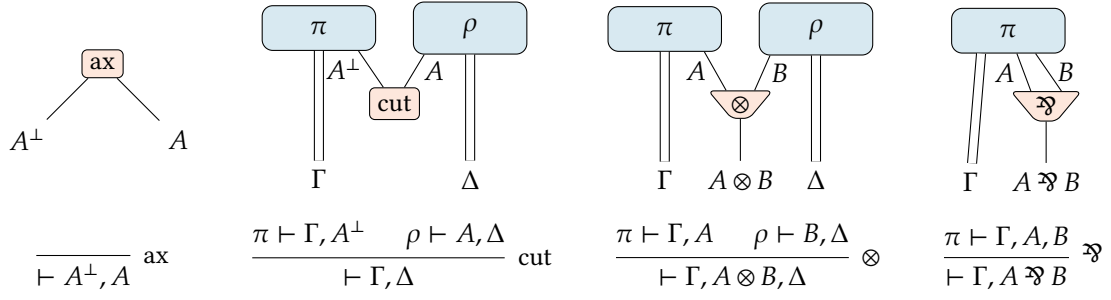 ax
A⊥ A
π ρ
A⊥ A
cut
Γ Δ
π ρ
A B
⊗
Γ A ⊗ B Δ
π
A B
⅋
Γ A ⅋ B
⊢ A⊥, A ax
π ⊢ Γ, A⊥ ρ ⊢ A, Δ
⊢ Γ, Δ cut
π ⊢ Γ, A ρ ⊢ B, Δ
⊢ Γ, A ⊗ B, Δ ⊗
π ⊢ Γ, A, B
⊢ Γ, A ⅋ B ⅋